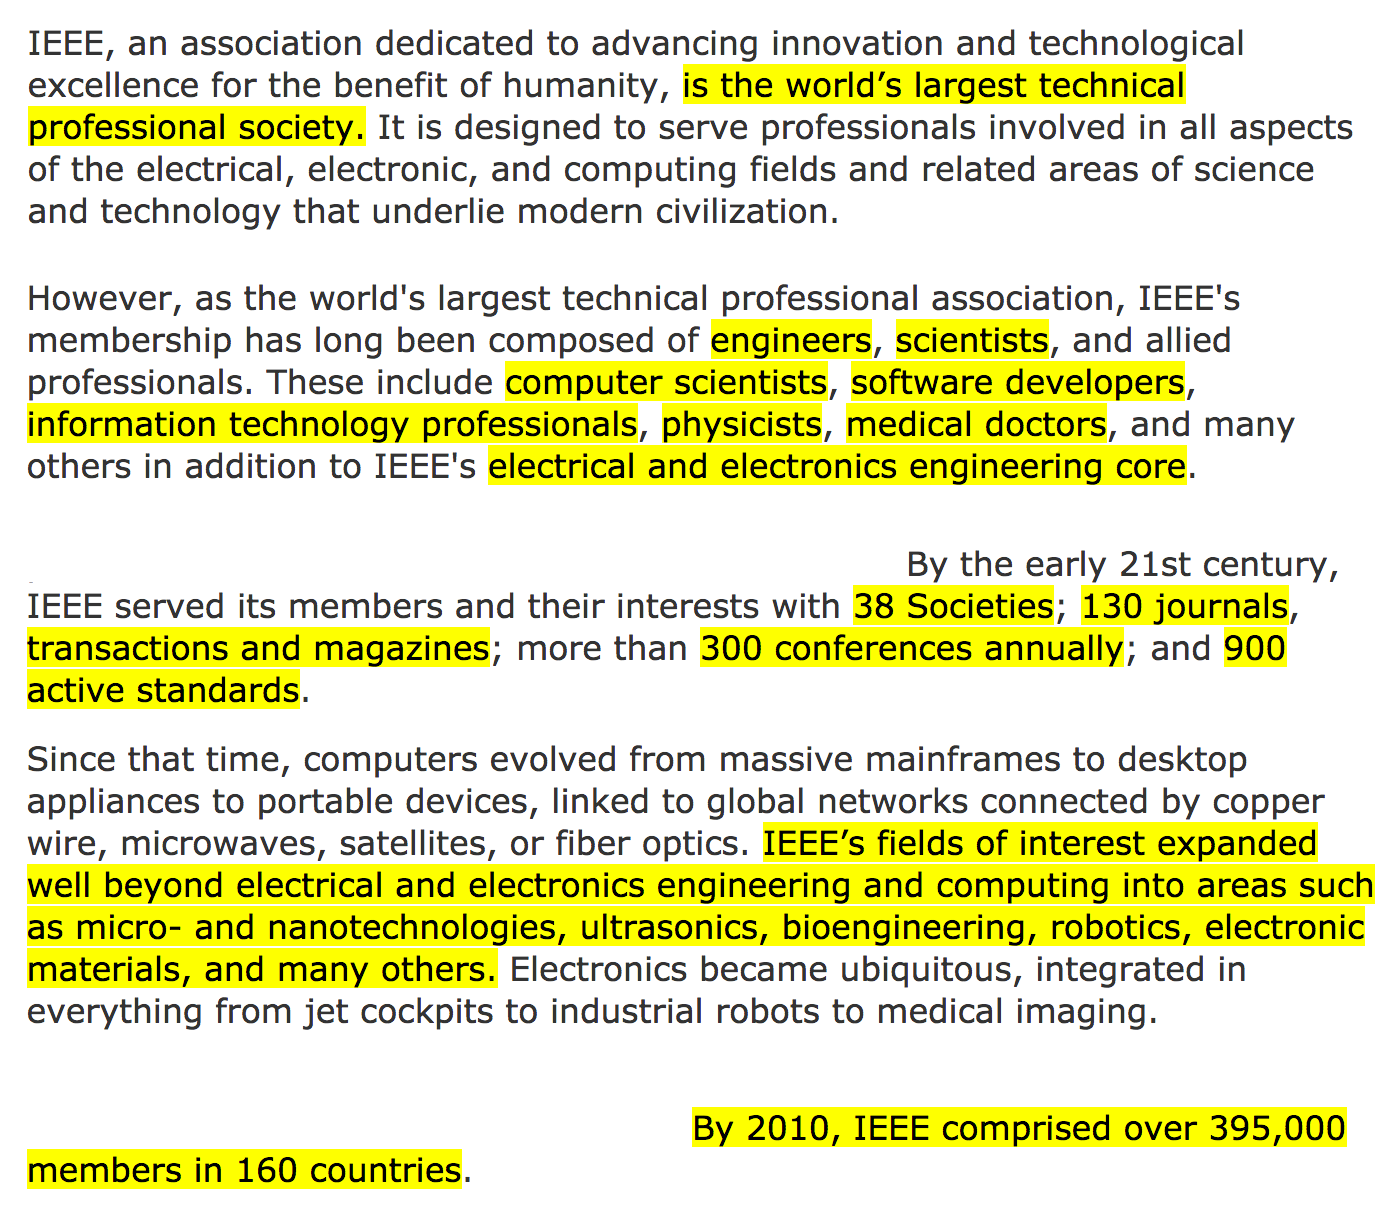 IEEE, an association dedicated to advancing innovation and technological
excellence for the benefit of humanity, is the world’s largest technical
professional society. It is designed to serve professionals involved in all aspects
of the electrical, electronic, and computing fields and related areas of science
and technology that underlie modern civilization.
However, as the world's largest technical professional association, IEEE's
membership has long been composed of engineers, scientists, and allied
professionals. These include computer scientists, software developers,
information technology professionals, physicists, medical doctors, and many
others in addition to IEEE's electrical and electronics engineering core.
By the early 21st century,
IEEE served its members and their interests with 38 Societies; 130 journals,
transactions and magazines; more than 300 conferences annually; and 900
active standards.
Since that time, computers evolved from massive mainframes to desktop
appliances to portable devices, linked to global networks connected by copper
wire, microwaves, satellites, or fiber optics. IEEE’s fields of interest expanded
well beyond electrical and electronics engineering and computing into areas such
as micro- and nanotechnologies, ultrasonics, bioengineering, robotics, electronic
materials, and many others. Electronics became ubiquitous, integrated in
everything from jet cockpits to industrial robots to medical imaging.
By 2010, IEEE comprised over 395,000
members in 160 countries.